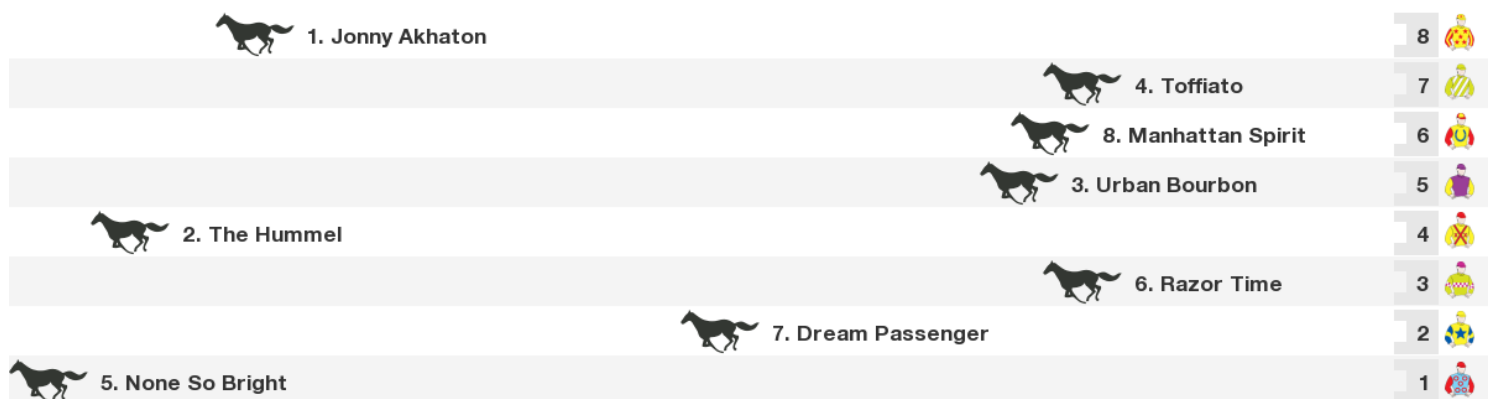 1. Jonny Akhaton 8
4. Toffiato 7
8. Manhattan Spirit 6
3. Urban Bourbon 5
2. The Hummel 4
6. Razor Time 3
7. Dream Passenger 2
5. None So Bright 1